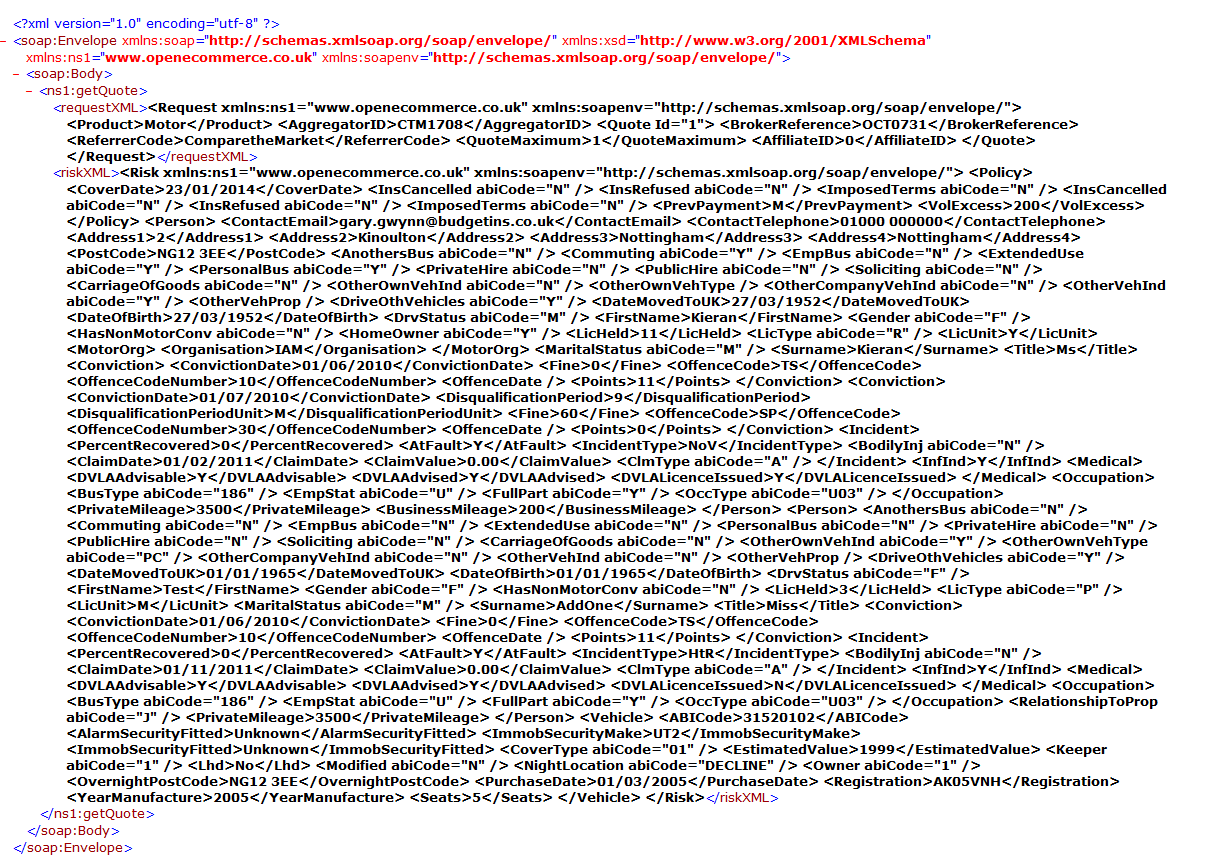 <?xml version="1.0" encoding="utf-8" ?>
- <soap:Envelope xmlns:soap="http://schemas.xmlsoap.org/soap/envelope/" xmlns:xsd="http://www.w3.org/2001/XMLSchema"
xmlns:ns1="www.openecommerce.co.uk" xmlns:soapenv="http://schemas.xmlsoap.org/soap/envelope/">
- <soap:Body>
- <ns1:getQuote>
<requestXML><Request xmlns:ns1="www.openecommerce.co.uk" xmlns:soapenv="http://schemas.xmlsoap.org/soap/envelope/">
<Product>Motor</Product> <AggregatorID>CTM1708</AggregatorID> <Quote Id="1"> <BrokerReference>OCT0731</BrokerReference>
<ReferrerCode>ComparetheMarket</ReferrerCode> <QuoteMaximum>1</QuoteMaximum> <AffiliateID>0</AffiliateID> </Quote>
</Request></requestXML>
<riskXML><Risk xmlns:ns1="www.openecommerce.co.uk" xmlns:soapenv="http://schemas.xmlsoap.org/soap/envelope/"> <Policy>
<CoverDate>23/01/2014</CoverDate> <InsCancelled abiCode="N" /> <InsRefused abiCode="N" /> <ImposedTerms abiCode="N" /> <InsCancelled
abiCode="N" /> <InsRefused abiCode="N" /> <ImposedTerms abiCode="N" /> <PrevPayment>M</PrevPayment> <VolExcess>200</VolExcess>
</Policy> <Person> <ContactEmail>gary.gwynn@budgetins.co.uk</ContactEmail> <ContactTelephone>01000 000000</ContactTelephone>
<Address1>2</Address1> <Address2>Kinoulton</Address2> <Address3>Nottingham</Address3> <Address4>Nottingham</Address4>
<PostCode>NG12 3EE</PostCode> <AnothersBus abiCode="N" /> <Commuting abiCode="Y" /> <EmpBus abiCode="N" /> <ExtendedUse
abiCode="Y" /> <PersonalBus abiCode="Y" /> <PrivateHire abiCode="N" /> <PublicHire abiCode="N" /> <Soliciting abiCode="N" />
<CarriageOfGoods abiCode="N" /> <OtherOwnVehInd abiCode="N" /> <OtherOwnVehType /> <OtherCompanyVehInd abiCode="N" /> <OtherVehInd
abiCode="Y" /> <OtherVehProp /> <DriveOthVehicles abiCode="Y" /> <DateMovedToUK>27/03/1952</DateMovedToUK>
<DateOfBirth>27/03/1952</DateOfBirth> <DrvStatus abiCode="M" /> <FirstName>Kieran</FirstName> <Gender abiCode="F" />
<HasNonMotorConv abiCode="N" /> <HomeOwner abiCode="Y" /> <LicHeld>11</LicHeld> <LicType abiCode="R" /> <LicUnit>Y</LicUnit>
<MotorOrg> <Organisation>IAM</Organisation> </MotorOrg> <MaritalStatus abiCode="M" /> <Surname>Kieran</Surname> <Title>Ms</Title>
<Conviction> <ConvictionDate>01/06/2010</ConvictionDate> <Fine>0</Fine> <OffenceCode>TS</OffenceCode>
<OffenceCodeNumber>10</OffenceCodeNumber> <OffenceDate /> <Points>11</Points> </Conviction> <Conviction>
<ConvictionDate>01/07/2010</ConvictionDate> <DisqualificationPeriod>9</DisqualificationPeriod>
<DisqualificationPeriodUnit>M</DisqualificationPeriodUnit> <Fine>60</Fine> <OffenceCode>SP</OffenceCode>
<OffenceCodeNumber>30</OffenceCodeNumber> <OffenceDate /> <Points>0</Points> </Conviction> <Incident>
<PercentRecovered>0</PercentRecovered> <AtFault>Y</AtFault> <IncidentType>NoV</IncidentType> <BodilyInj abiCode="N" />
<ClaimDate>01/02/2011</ClaimDate> <ClaimValue>0.00</ClaimValue> <ClmType abiCode="A" /> </Incident> <InfInd>Y</InfInd> <Medical>
<DVLAAdvisable>Y</DVLAAdvisable> <DVLAAdvised>Y</DVLAAdvised> <DVLALicenceIssued>Y</DVLALicenceIssued> </Medical> <Occupation>
<BusType abiCode="186" /> <EmpStat abiCode="U" /> <FullPart abiCode="Y" /> <OccType abiCode="U03" /> </Occupation>
<PrivateMileage>3500</PrivateMileage> <BusinessMileage>200</BusinessMileage> </Person> <Person> <AnothersBus abiCode="N" />
<Commuting abiCode="N" /> <EmpBus abiCode="N" /> <ExtendedUse abiCode="N" /> <PersonalBus abiCode="N" /> <PrivateHire abiCode="N" />
<PublicHire abiCode="N" /> <Soliciting abiCode="N" /> <CarriageOfGoods abiCode="N" /> <OtherOwnVehInd abiCode="Y" /> <OtherOwnVehType
abiCode="PC" /> <OtherCompanyVehInd abiCode="N" /> <OtherVehInd abiCode="N" /> <OtherVehProp /> <DriveOthVehicles abiCode="Y" />
<DateMovedToUK>01/01/1965</DateMovedToUK> <DateOfBirth>01/01/1965</DateOfBirth> <DrvStatus abiCode="F" />
<FirstName>Test</FirstName> <Gender abiCode="F" /> <HasNonMotorConv abiCode="N" /> <LicHeld>3</LicHeld> <LicType abiCode="P" />
<LicUnit>M</LicUnit> <MaritalStatus abiCode="M" /> <Surname>AddOne</Surname> <Title>Miss</Title> <Conviction>
<ConvictionDate>01/06/2010</ConvictionDate> <Fine>0</Fine> <OffenceCode>TS</OffenceCode>
<OffenceCodeNumber>10</OffenceCodeNumber> <OffenceDate /> <Points>11</Points> </Conviction> <Incident>
<PercentRecovered>0</PercentRecovered> <AtFault>Y</AtFault> <IncidentType>HtR</IncidentType> <BodilyInj abiCode="N" />
<ClaimDate>01/11/2011</ClaimDate> <ClaimValue>0.00</ClaimValue> <ClmType abiCode="A" /> </Incident> <InfInd>Y</InfInd> <Medical>
<DVLAAdvisable>Y</DVLAAdvisable> <DVLAAdvised>Y</DVLAAdvised> <DVLALicenceIssued>N</DVLALicenceIssued> </Medical> <Occupation>
<BusType abiCode="186" /> <EmpStat abiCode="U" /> <FullPart abiCode="Y" /> <OccType abiCode="U03" /> </Occupation> <RelationshipToProp
abiCode="J" /> <PrivateMileage>3500</PrivateMileage> </Person> <Vehicle> <ABICode>31520102</ABICode>
<AlarmSecurityFitted>Unknown</AlarmSecurityFitted> <ImmobSecurityMake>UT2</ImmobSecurityMake>
<ImmobSecurityFitted>Unknown</ImmobSecurityFitted> <CoverType abiCode="01" /> <EstimatedValue>1999</EstimatedValue> <Keeper
abiCode="1" /> <Lhd>No</Lhd> <Modified abiCode="N" /> <NightLocation abiCode="DECLINE" /> <Owner abiCode="1" />
<OvernightPostCode>NG12 3EE</OvernightPostCode> <PurchaseDate>01/03/2005</PurchaseDate> <Registration>AK05VNH</Registration>
<YearManufacture>2005</YearManufacture> <Seats>5</Seats> </Vehicle> </Risk></riskXML>
</ns1:getQuote>
</soap:Body>
</soap:Envelope>